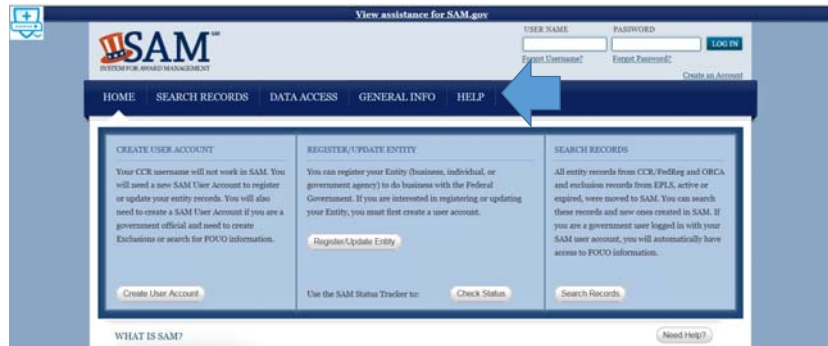 View assistance for SAM.gov
USER NAME
PASSWORD
LOG IN
Forgot Username?
Forgot Password?
Create an Account
USSAM
SM
SYSTEM FOR AWARD MANAGEMENT
HOME SEARCH RECORDS DATA ACCESS GENERAL INFO HELP
CREATE USER ACCOUNT
Your CCR username will not work in SAM. You
will need a new SAM User Account to register
or update your entity records. You will also
need to create a SAM User Account if you are a
government official and need to create
Exclusions or search for FOUO information.
Create User Account
REGISTER/UPDATE ENTITY
You can register your Entity (business, individual, or
government agency) to do business with the Federal
Government. If you are interested in registering or updating
your Entity, you must first create a user account.
Register/Update Entity
Use the SAM Status Tracker to:
Check Status
SEARCH RECORDS
All entity records from CCR/FedReg and ORCA
and exclusion records from EPLS, active or
expired, were moved to SAM. You can search
these records and new ones created in SAM. If
you are a government user logged in with your
SAM user account, you will automatically have
access to FOUO information.
Search Records
WHAT IS SAM?
Need Help?